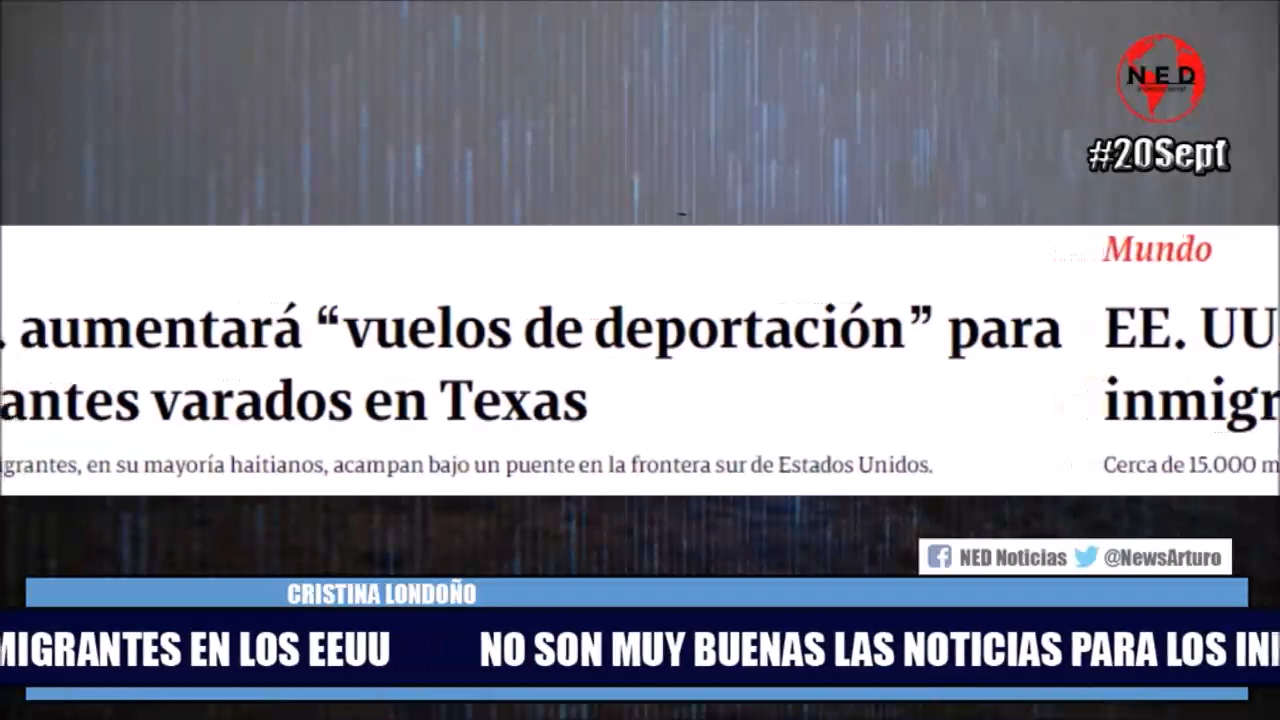 NED
#20Sept
Mundo
. aumentará “vuelos de deportación” para
antes varados en Texas
igrantes, en su mayoría haitianos, acampan bajo un puente en la frontera sur de Estados Unidos.
EE. UU.
inmigr
Cerca de 15.000 m
NED Noticias @NewsArturo
CRISTINA LONDOÑO
MIGRANTES EN LOS EEUU NO SON MUY BUENAS LAS NOTICIAS PARA LOS INI